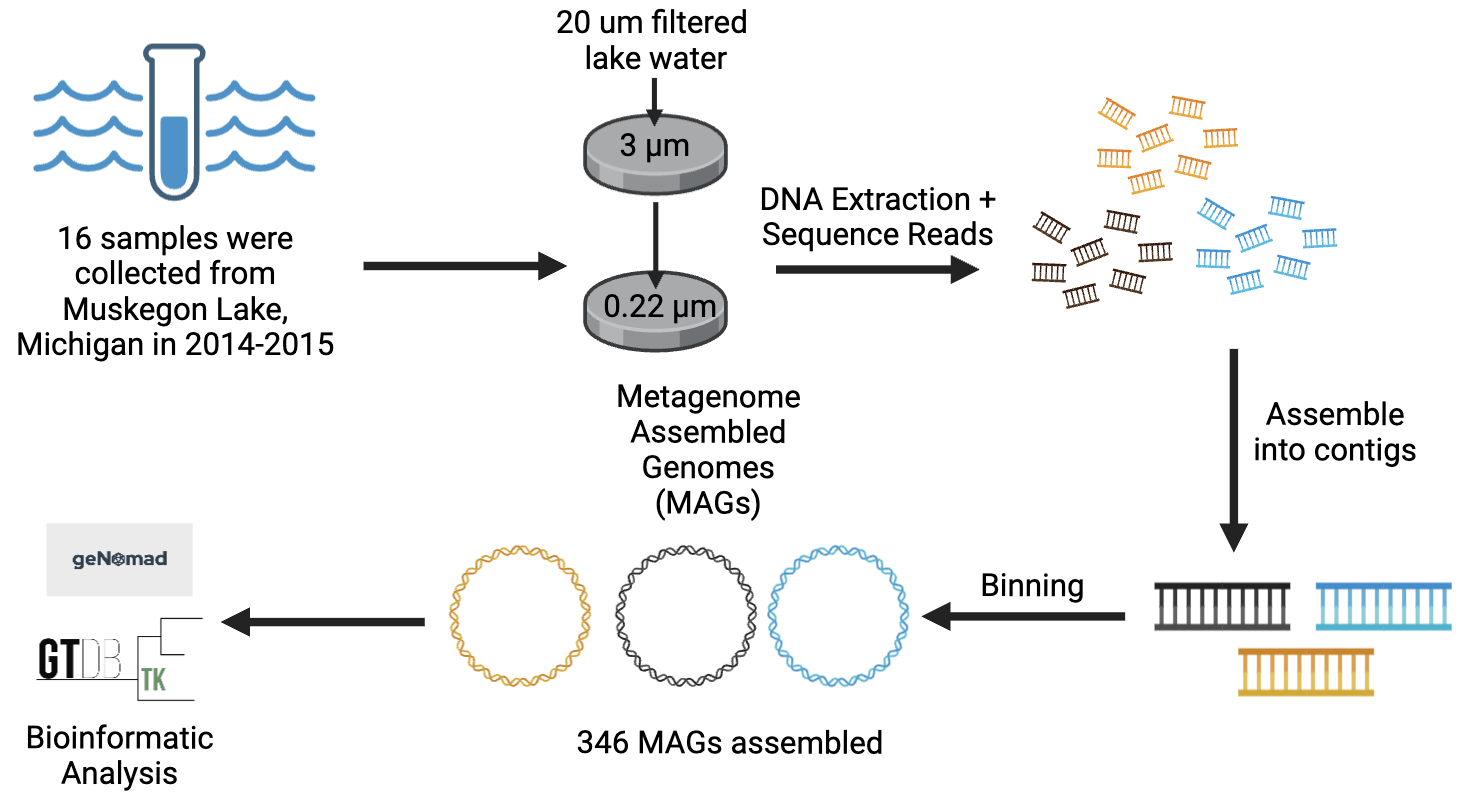 16 samples were
collected from
Muskegon Lake,
Michigan in 2014-2015
20 um filtered
lake water
3 µm
0.22 µm
DNA Extraction +
Sequence Reads
Assemble
into contigs
Binning
Metagenome
Assembled
Genomes
(MAGs)
346 MAGs assembled
geNomad
GTDB
TK
Bioinformatic
Analysis